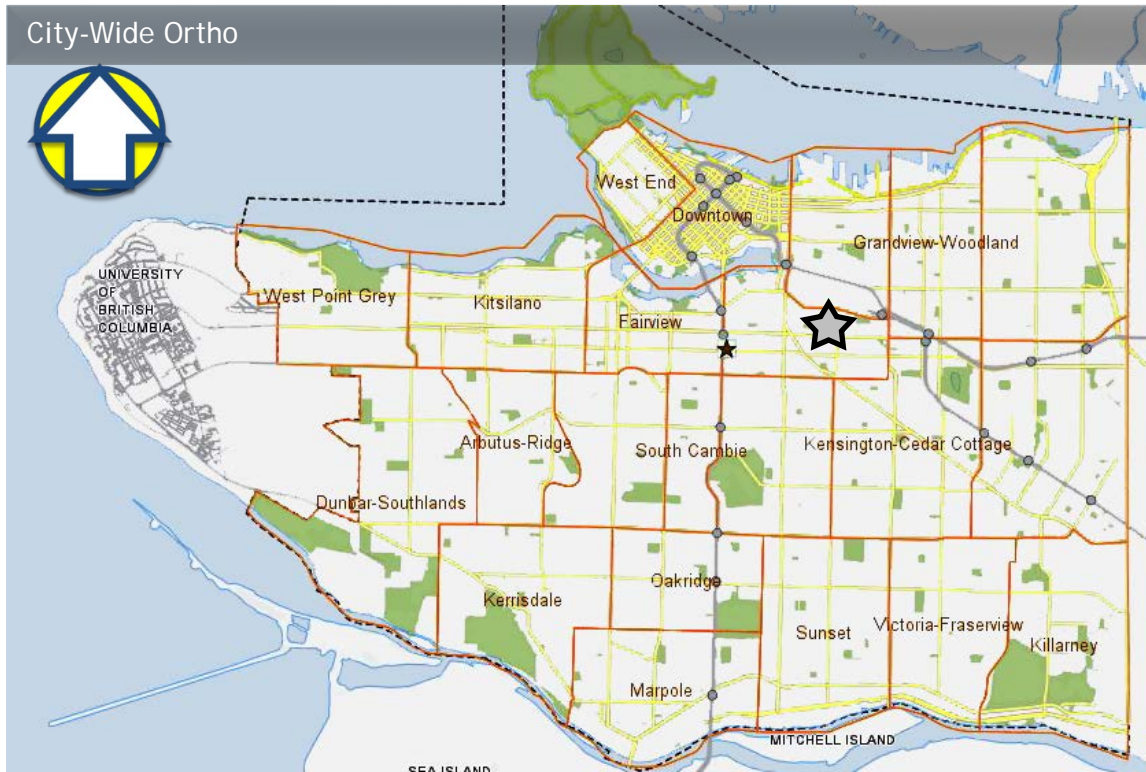 City-Wide Ortho
West End
Downtown
Grandview-Woodland
UNIVERSITY
OF
BRITISH
COLUMBIA
West Point Grey
Kitsilano
Fairview
Arbutus-Ridge
South Cambie
Kensington-Cedar Cottage
Dunbar-Southlands
Oakridge
Kerrisdale
Sunset
Victoria-Fraserview
Killarney
Marpole
MITCHELL ISLAND
SEA ISLAND